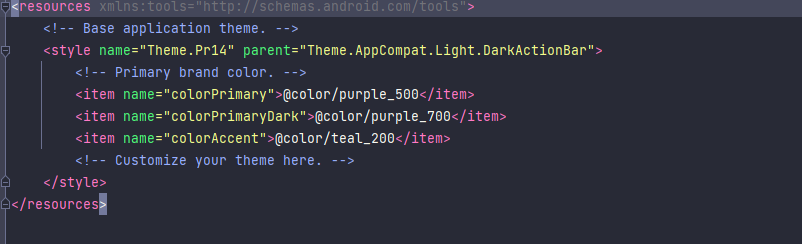 <resources xmlns:tools="http://schemas.android.com/tools">
<!-- Base application theme. -->
<style name="Theme.Pr14" parent="Theme.AppCompat.Light.DarkActionBar">
<!-- Primary brand color. -->
<item name="colorPrimary">@color/purple_500</item>
<item name="colorPrimaryDark">@color/purple_700</item>
<item name="colorAccent">@color/teal_200</item>
<!-- Customize your theme here. -->
</style>
</resources>